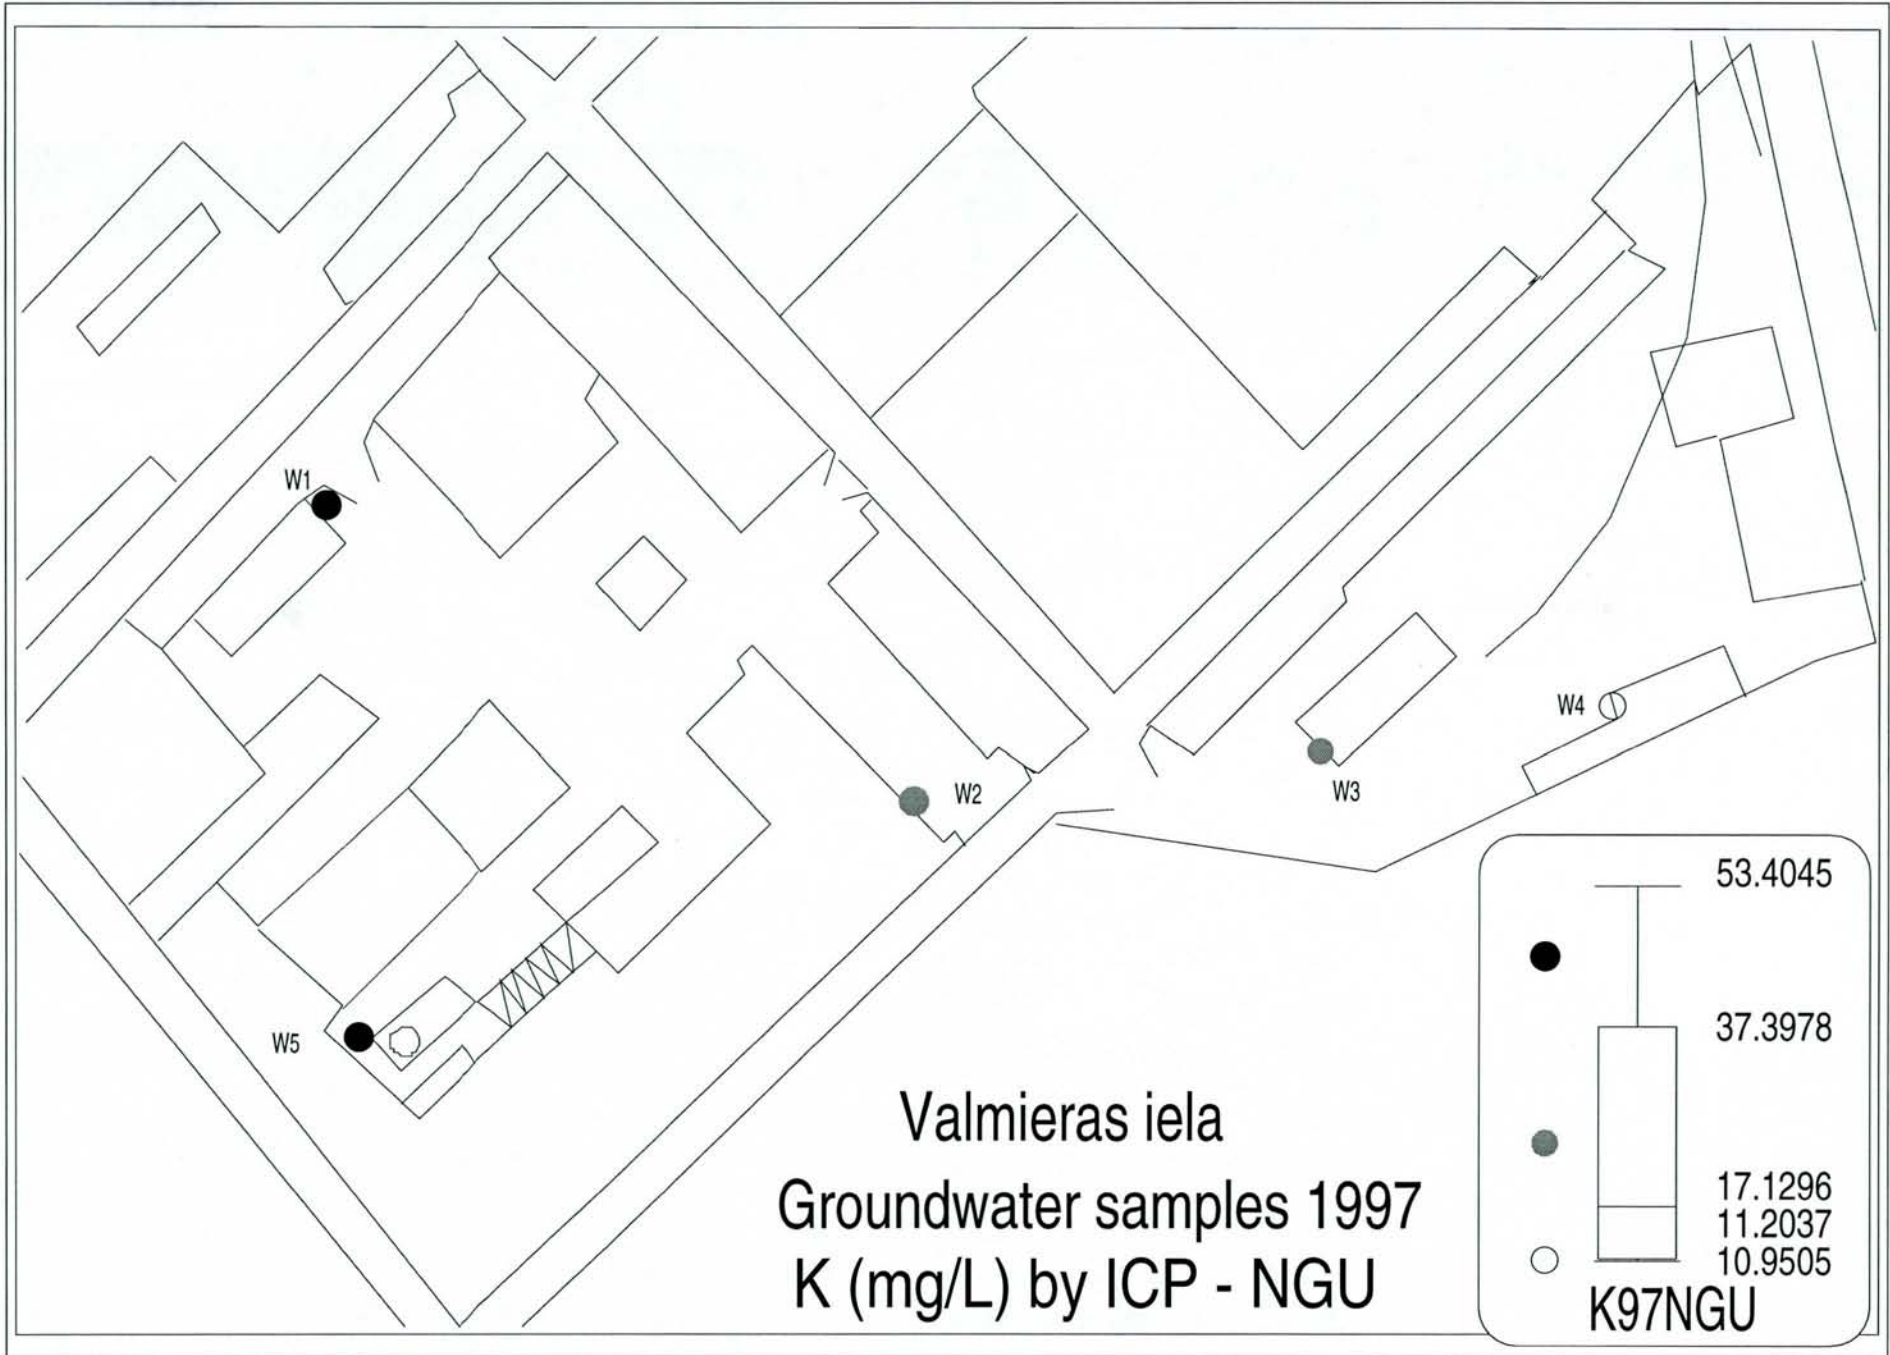 W1
W4
W3
W2
W5
53.4045
37.3978
17.1296
11.2037
10.9505
K97NGU
Valmieras iela
Groundwater samples 1997
K (mg/L) by ICP - NGU